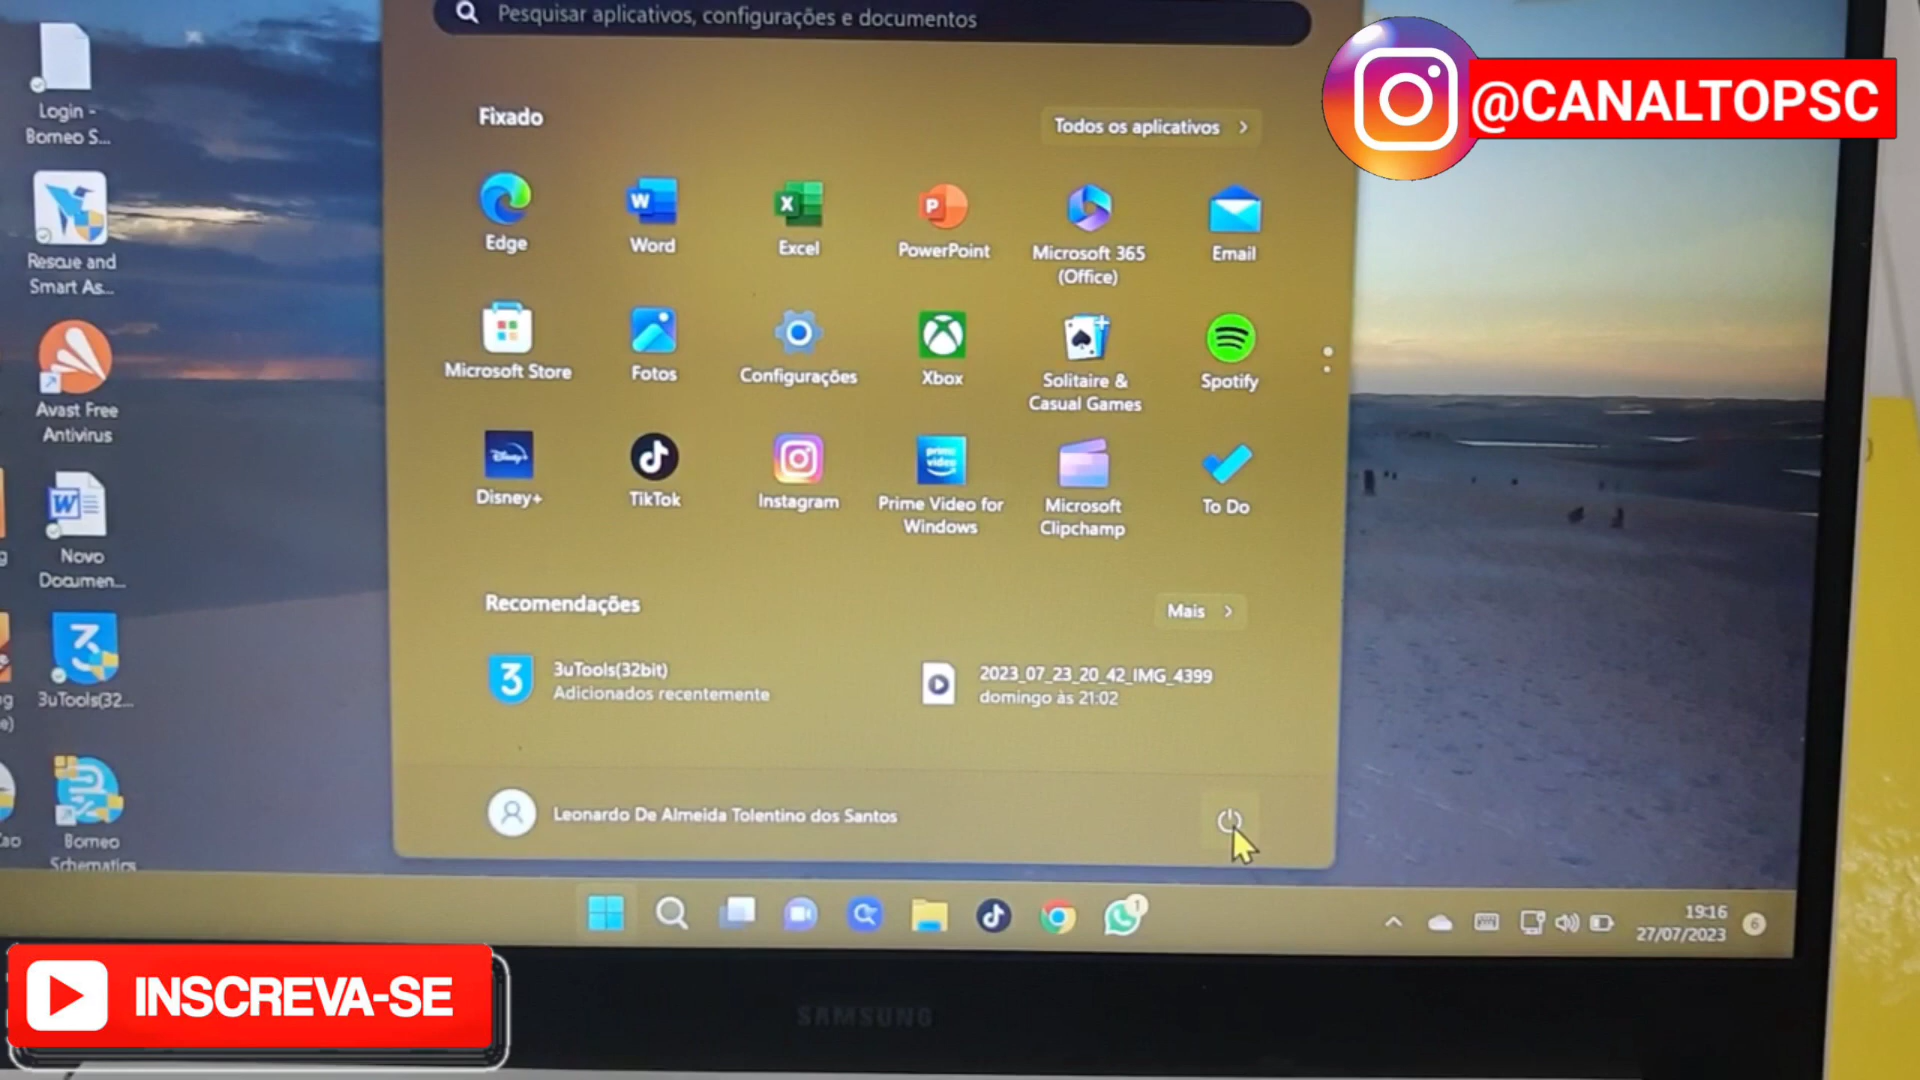 Pesquisar aplicativos, configurações e documentos
@CANALTOPSC
Fixado
Todos os aplicativos
Login -
Borneo S...
Rescue and
Smart As...
Avast Free
Antivirus
Novo
Documen...
3uTools(32...
Borneo
Schematics
Edge
Word
Excel
PowerPoint
Microsoft 365
(Office)
Email
Microsoft Store
Fotos
Configurações
Xbox
Solitaire &
Casual Games
Spotify
Disney+
TikTok
Instagram
prime
video
Prime Video for
Windows
Microsoft
Clipchamp
To Do
Recomendações
Mais
3uTools(32bit)
Adicionados recentemente
2023_07_23_20_42_IMG_4399
domingo às 21:02
Leonardo De Almeida Tolentino dos Santos
1
19:16
27/07/2023
6
INSCREVA-SE
SAMSUNG